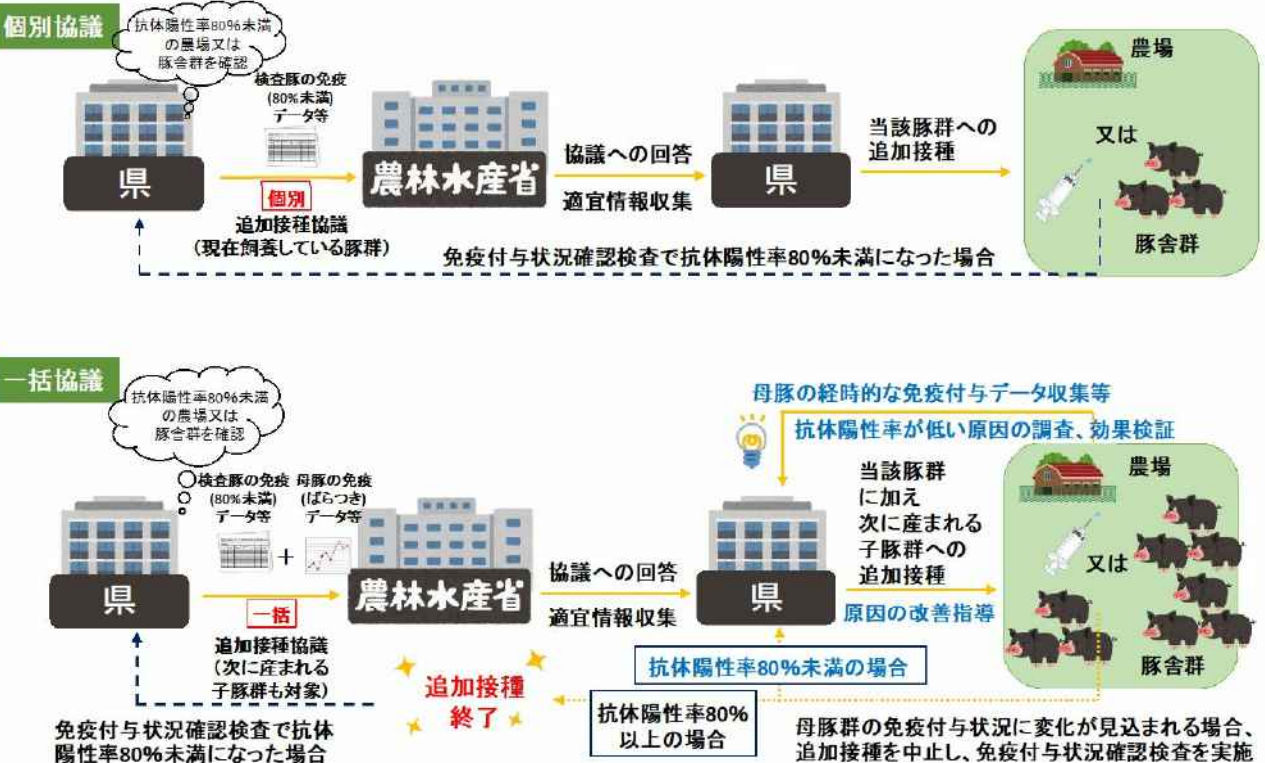 個別協議
抗体陽性率80%未満
の農場又は
豚舎群を確認
検査豚の免疫
(80%未満)
データ等
県
個別
追加接種協議
（現在飼養している豚群）
農林水産省
協議への回答
適宜情報収集
県
当該豚群への
追加接種
農場
又は
豚舎群
免疫付与状況確認検査で抗体陽性率80%未満になった場合
一括協議
抗体陽性率80%未満
の農場又は
豚舎群を確認
検査豚の免疫
(80%未満)
データ等
母豚の免疫
(ばらつき)
データ等
+
県
一括
追加接種協議
（次に産まれる
子豚群も対象）
農林水産省
協議への回答
適宜情報収集
県
母豚の経時的な免疫付与データ収集等
抗体陽性率が低い原因の調査、効果検証
当該豚群
に加え
次に産まれる
子豚群への
追加接種
原因の改善指導
農場
又は
豚舎群
抗体陽性率80%未満の場合
追加接種
終了
抗体陽性率80%
以上の場合
免疫付与状況確認検査で抗体
陽性率80%未満になった場合
母豚群の免疫付与状況に変化が見込まれる場合、
追加接種を中止し、免疫付与状況確認検査を実施